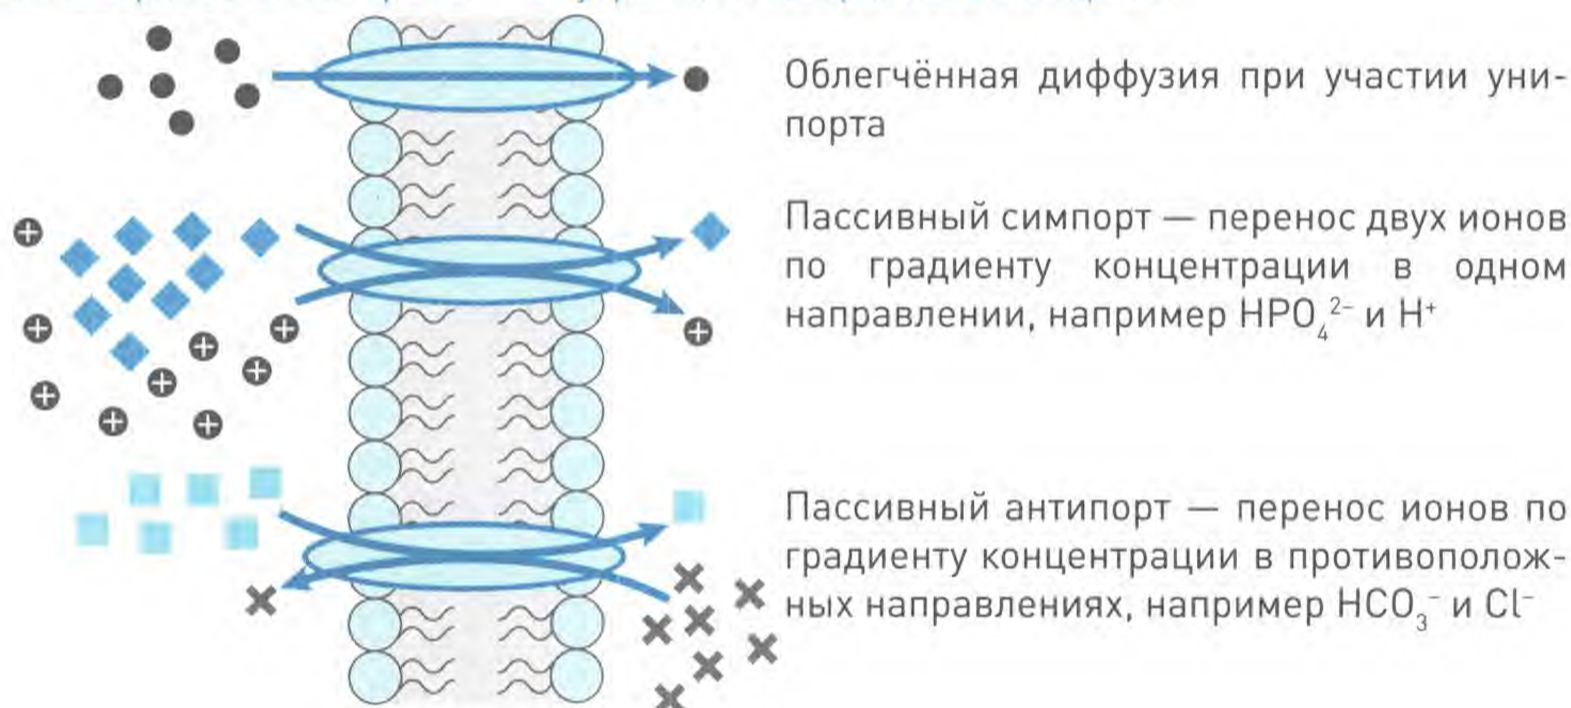 Облегчённая диффузия при участии уни-
порта
Пассивный симпорт — перенос двух ионов
по градиенту концентрации в одном
направлении, например HPO₄²⁻ и H⁺
Пассивный антипорт — перенос ионов по
градиенту концентрации в противополож-
ных направлениях, например HCO₃⁻ и Cl⁻